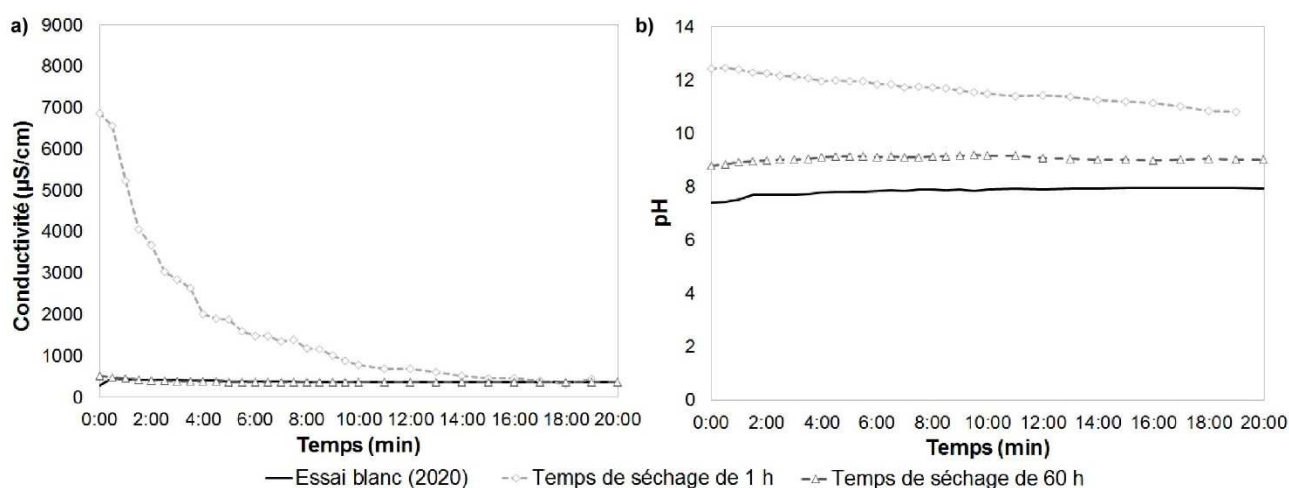 a)
Conductivité (µS/cm)
9000
8000
7000
6000
5000
4000
3000
2000
1000
0
0:00 2:00 4:00 6:00 8:00 10:00 12:00 14:00 16:00 18:00 20:00
Temps (min)
b)
pH
14
12
10
8
6
4
2
0
0:00 2:00 4:00 6:00 8:00 10:00 12:00 14:00 16:00 18:00 20:00
Temps (min)
Essai blanc (2020) Temps de séchage de 1 h Temps de séchage de 60 h